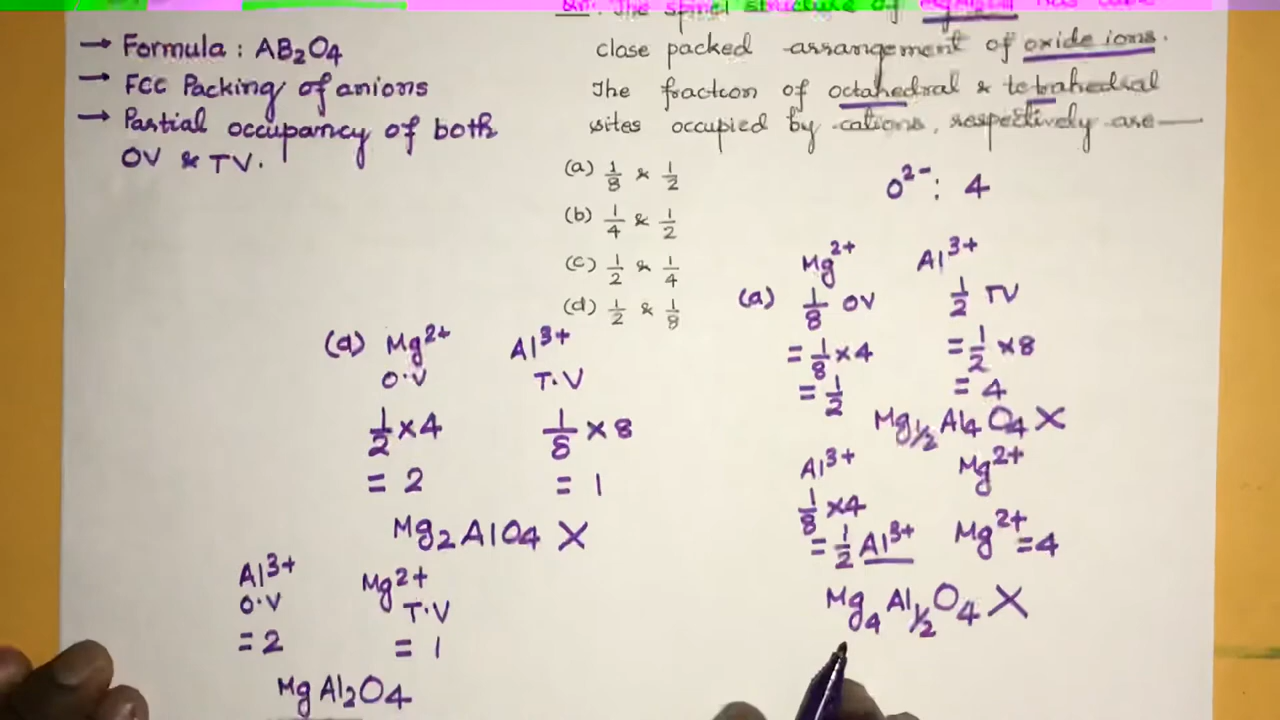 → Formula : AB2O4
→ FCC Packing of anions
→ Partial occupancy of both
OV & TV.
The spinel structure of
close packed arrangement of oxide ions.
The fraction of octahedral & tetrahedral
sites occupied by cations, respectively are —
(a) 1/8 & 1/2
(b) 1/4 & 1/2
(c) 1/2 & 1/4
(d) 1/2 & 1/8
O2- : 4
Mg2+ Al3+
(a) 1/8 OV 1/2 TV
= 1/8 ×4 = 1/2 ×8
= 1/2 = 4
Mg1/2 Al4 O4 X
Al3+ Mg2+
1/8 ×4
= 1/2 Al3+ Mg2+ = 4
Mg4 Al1/2 O4 X
(d) Mg2+ Al3+
O.V T.V
1/2 ×4 1/8 × 8
= 2 = 1
Mg2AlO4 X
Al3+ Mg2+
O.V T.V
= 2 = 1
MgAl2O4